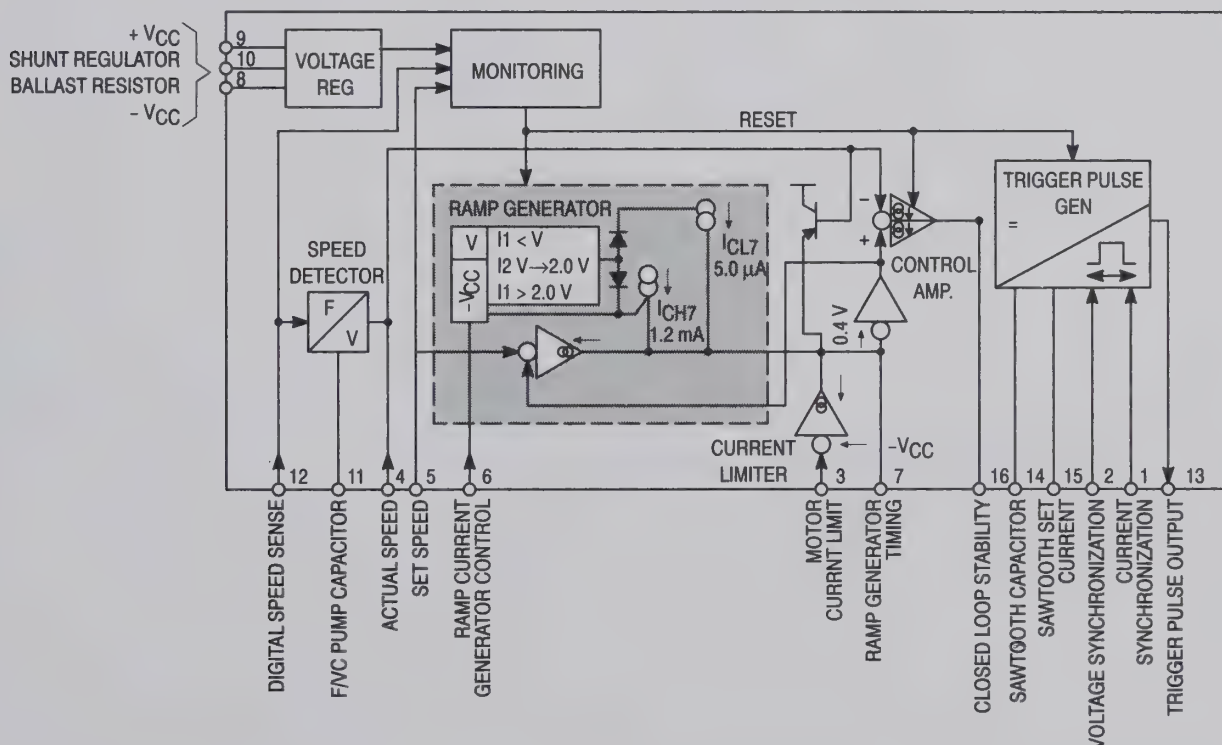 + VCC
SHUNT REGULATOR
BALLAST RESISTOR
– VCC
9
10
8
VOLTAGE
REG
MONITORING
RESET
RAMP GENERATOR
V
–VCC
I1 < V
I2 V→2.0 V
I1 > 2.0 V
ICL7
5.0 µA
ICH7
1.2 mA
SPEED
DETECTOR
F
V
–
+
CONTROL
AMP.
0.4 V
TRIGGER PULSE
GEN
=
CURRENT
LIMITER
–VCC
12
11
4
5
6
3
7
16
14
15
2
1
13
DIGITAL SPEED SENSE
F/VC PUMP CAPACITOR
ACTUAL SPEED
SET SPEED
RAMP CURRENT
GENERATOR CONTROL
MOTOR
CURRNT LIMIT
RAMP GENERATOR
TIMING
CLOSED LOOP STABILITY
SAWTOOTH CAPACITOR
SAWTOOTH SET
CURRENT
VOLTAGE SYNCHRONIZATION
CURRENT
SYNCHRONIZATION
TRIGGER PULSE OUTPUT